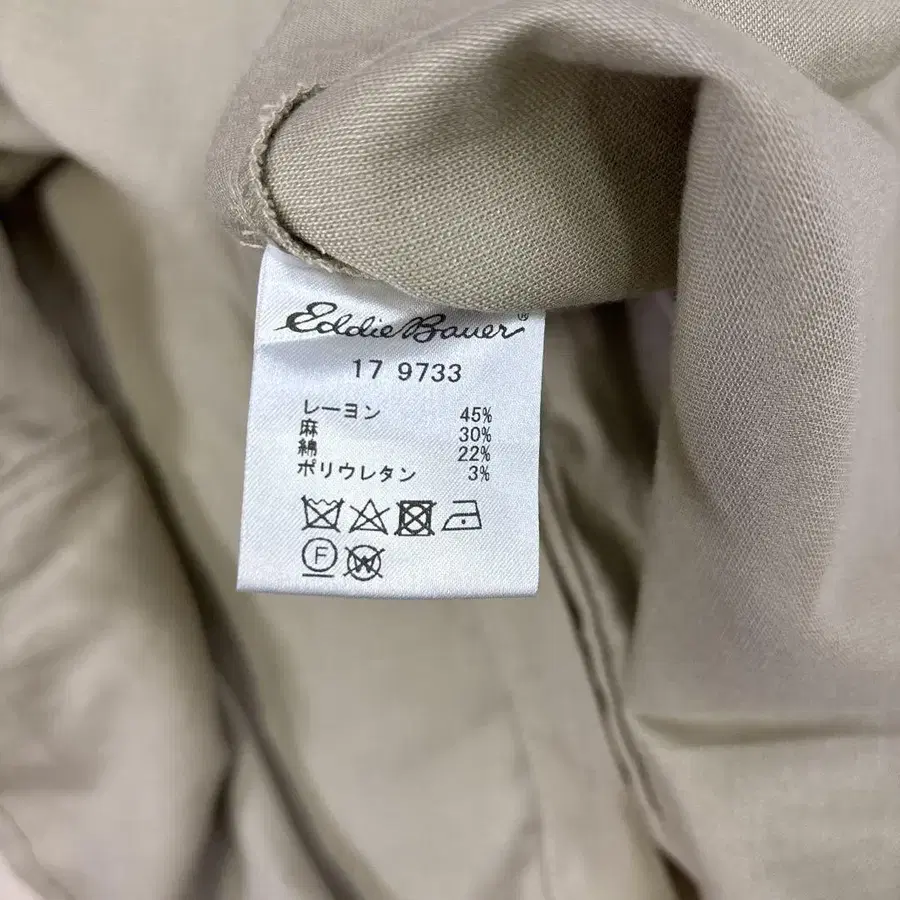 Eddie Bauer®
17 9733
レーヨン 45%
麻 30%
綿 22%
ポリウレタン 3%
F W